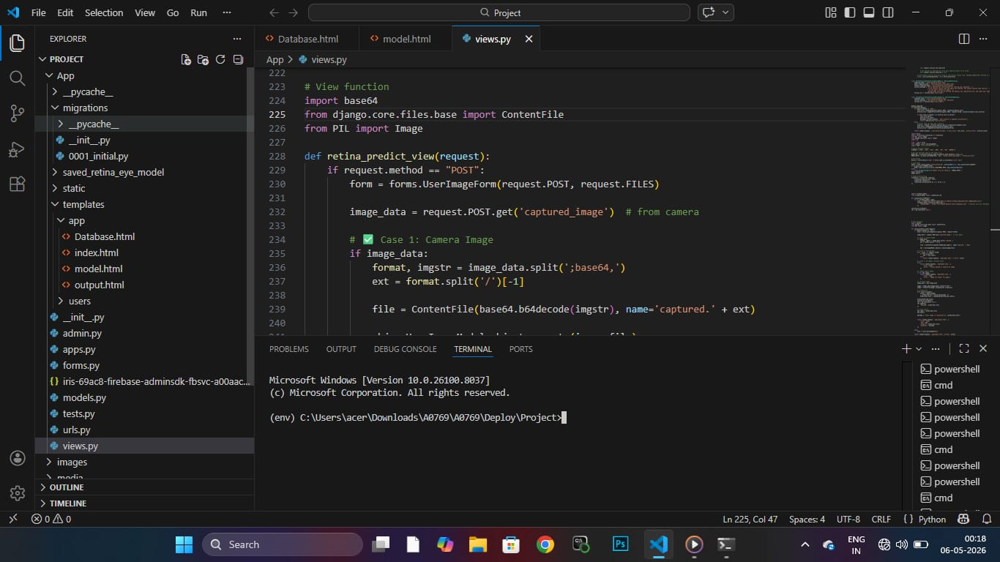 File Edit Selection View Go Run ···
Project
EXPLORER
PROJECT
App
__pycache__
migrations
__pycache__
__init__.py
0001_initial.py
saved_retina_eye_model
static
templates
app
Database.html
index.html
model.html
output.html
users
__init__.py
admin.py
apps.py
forms.py
{} iris-69ac8-firebase-adminsdk-fbsvc-a00aac...
models.py
tests.py
urls.py
views.py
images
media
OUTLINE
TIMELINE
Database.html model.html views.py
App > views.py
222
223 # View function
224 import base64
225 from django.core.files.base import ContentFile
226 from PIL import Image
227
228 def retina_predict_view(request):
229 if request.method == "POST":
230 form = forms.UserImageForm(request.POST, request.FILES)
231
232 image_data = request.POST.get('captured_image') # from camera
233
234 # ✅ Case 1: Camera Image
235 if image_data:
236 format, imgstr = image_data.split(';base64,')
237 ext = format.split('/')[-1]
238
239 file = ContentFile(base64.b64decode(imgstr), name='captured.' + ext)
240
PROBLEMS OUTPUT DEBUG CONSOLE TERMINAL PORTS
Microsoft Windows [Version 10.0.26100.8037]
(c) Microsoft Corporation. All rights reserved.
(env) C:\Users\acer\Downloads\A0769\A0769\Deploy\Project>
powershell
cmd
powershell
powershell
powershell
cmd
powershell
powershell
cmd
0 0
Ln 225, Col 47 Spaces: 4 UTF-8 CRLF {} Python
Search
Ps
ENG
IN
00:18
06-05-2026